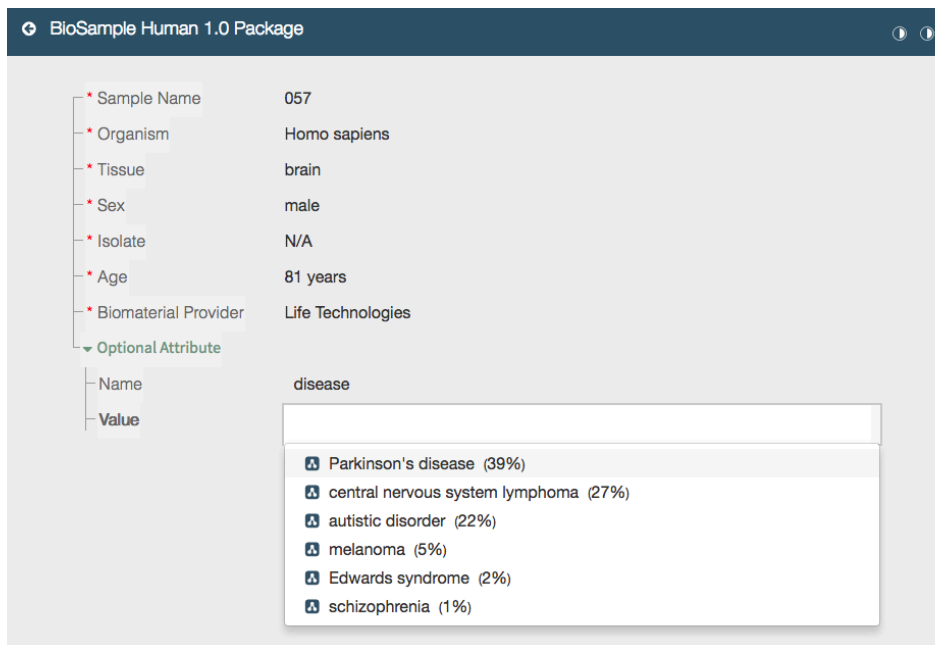 BioSample Human 1.0 Package
* Sample Name 057
* Organism Homo sapiens
* Tissue brain
* Sex male
* Isolate N/A
* Age 81 years
* Biomaterial Provider Life Technologies
Optional Attribute
Name disease
Value
Parkinson's disease (39%)
central nervous system lymphoma (27%)
autistic disorder (22%)
melanoma (5%)
Edwards syndrome (2%)
schizophrenia (1%)